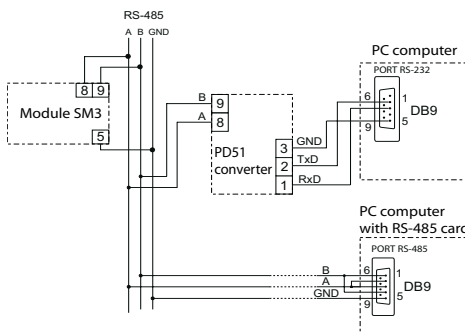 RS-485
A B GND
8 9
Module SM3
5
B 9
A 8
PD51
converter
3 GND
2 TxD
1 RxD
PC computer
PORT RS-232
6 1
DB9
9 5
PC computer
with RS-485 card
PORT RS-485
B 6 1
A DB9
GND 9 5